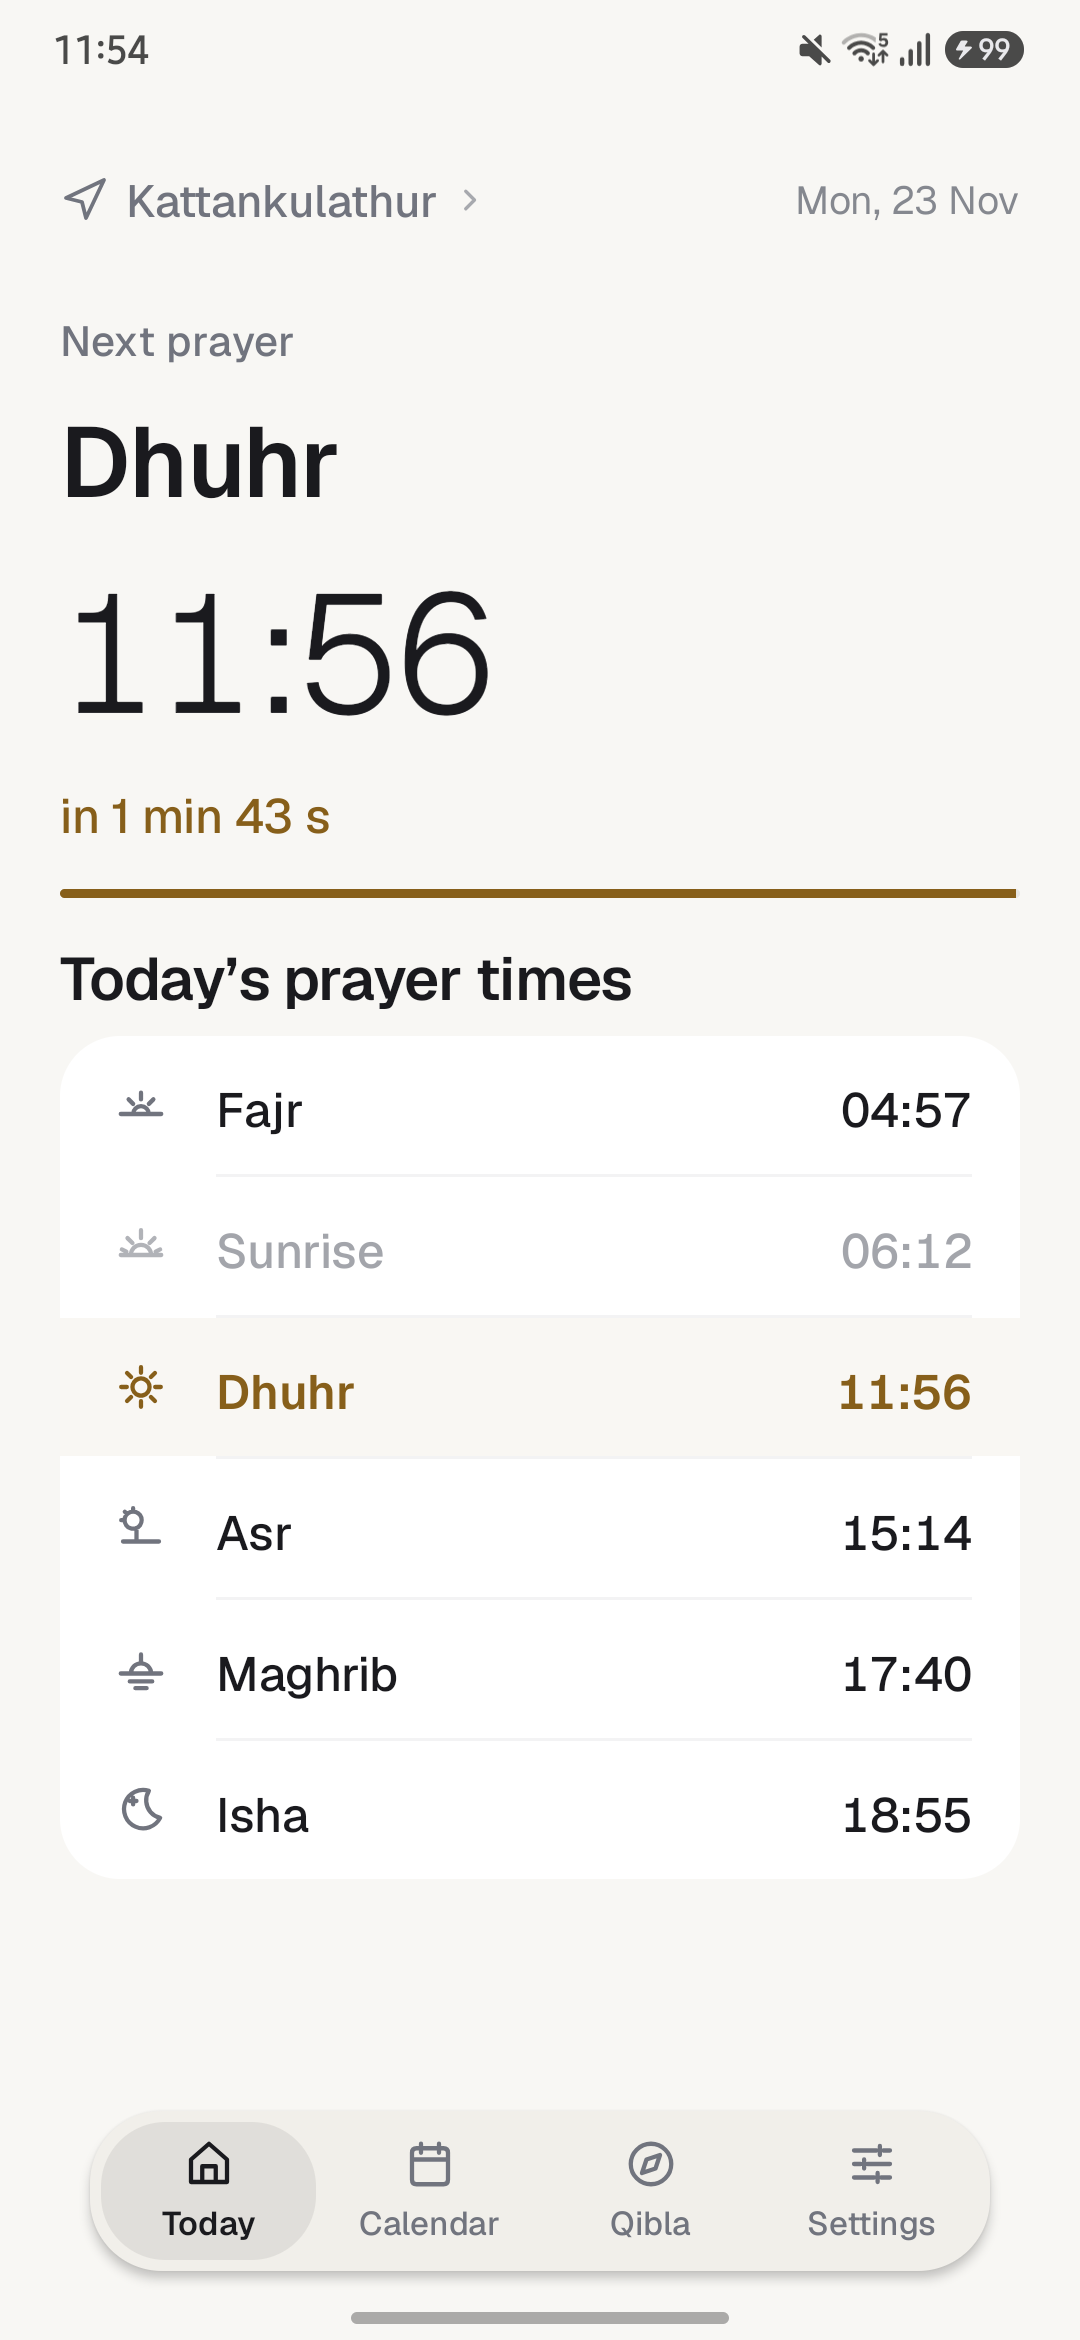 11:54
5
99
Kattankulathur
Mon, 23 Nov
Next prayer
Dhuhr
11:56
in 1 min 43 s
Today’s prayer times
Fajr 04:57
Sunrise 06:12
Dhuhr 11:56
Asr 15:14
Maghrib 17:40
Isha 18:55
Today Calendar Qibla Settings